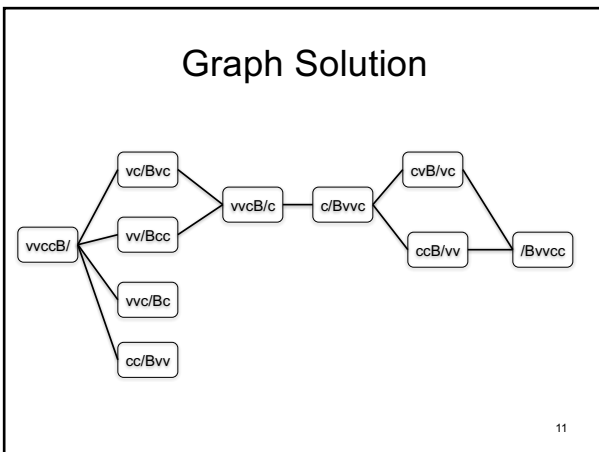 Graph Solution
vvccB/
vc/Bvc
vv/Bcc
vvc/Bc
cc/Bvv
vvcB/c
c/Bvvc
cvB/vc
ccB/vv
/Bvvcc
11